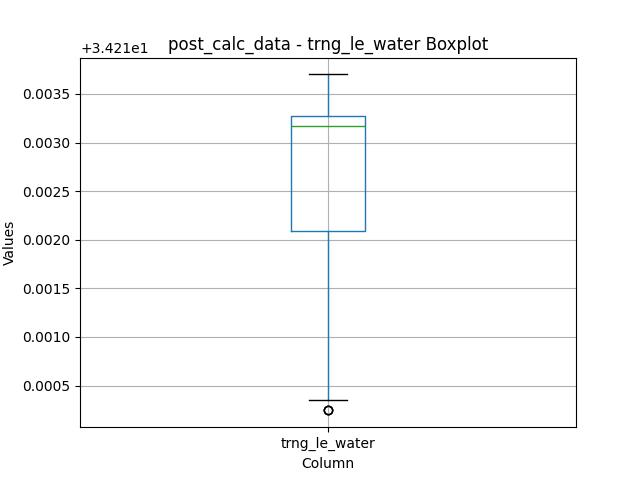 post_calc_data - trng_le_water Boxplot
+3.421e1
0.0035
0.0030
0.0025
0.0020
0.0015
0.0010
0.0005
Values
trng_le_water
Column